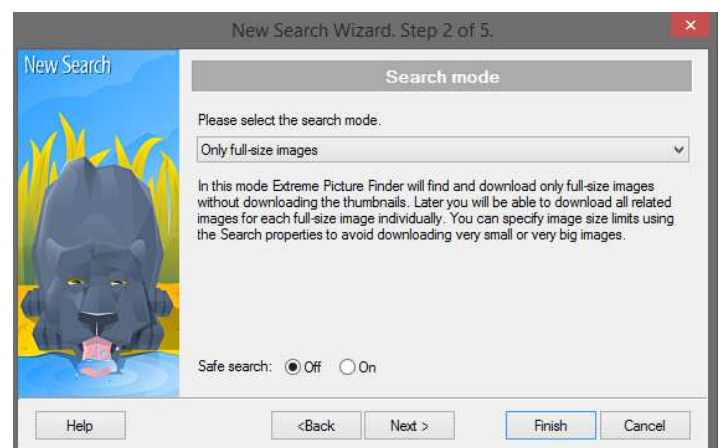 New Search Wizard. Step 2 of 5.
New Search
Search mode
Please select the search mode.
Only full-size images
In this mode Extreme Picture Finder will find and download only full-size images
without downloading the thumbnails. Later you will be able to download all related
images for each full-size image individually. You can specify image size limits using
the Search properties to avoid downloading very small or very big images.
Safe search: Off On
Help <Back Next > Finish Cancel